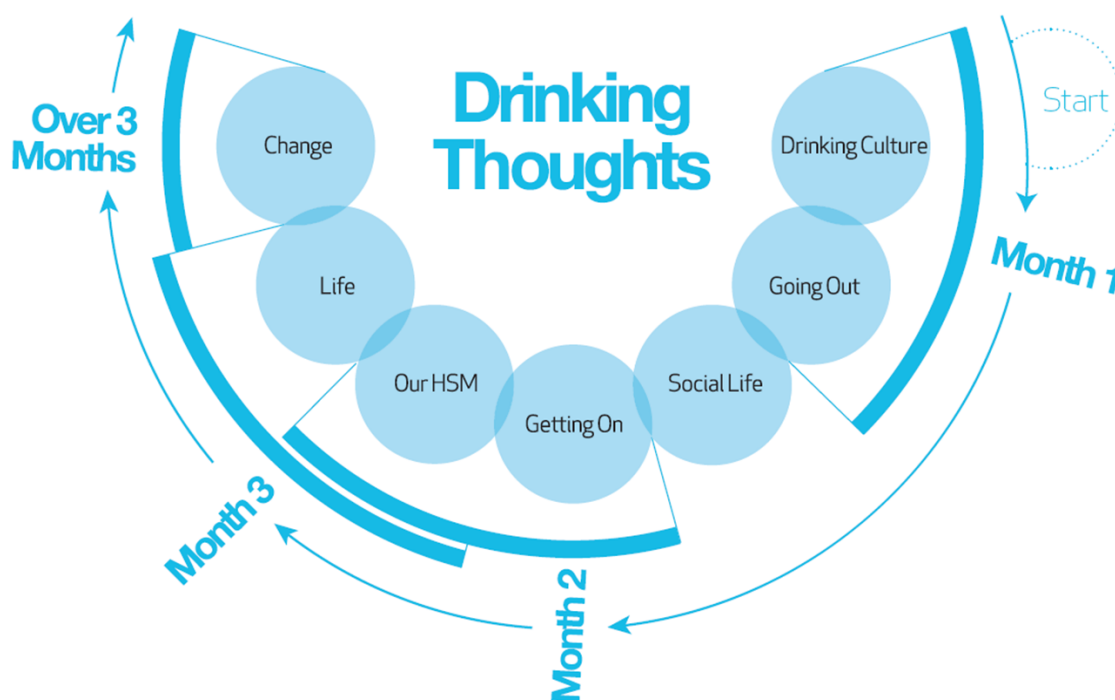 Drinking
Thoughts
Start
Drinking Culture
Going Out
Social Life
Getting On
Our HSM
Life
Change
Month 1
Month 2
Month 3
Over 3
Months